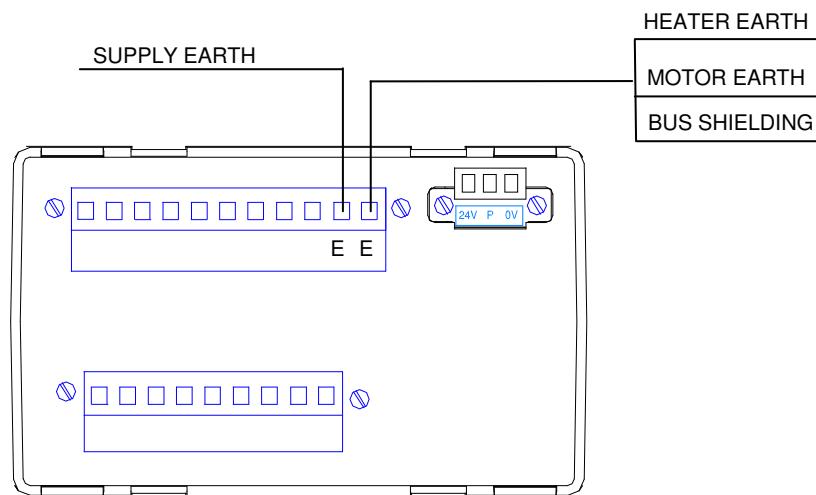 HEATER EARTH
SUPPLY EARTH
MOTOR EARTH
BUS SHIELDING
24V P 0V
E E